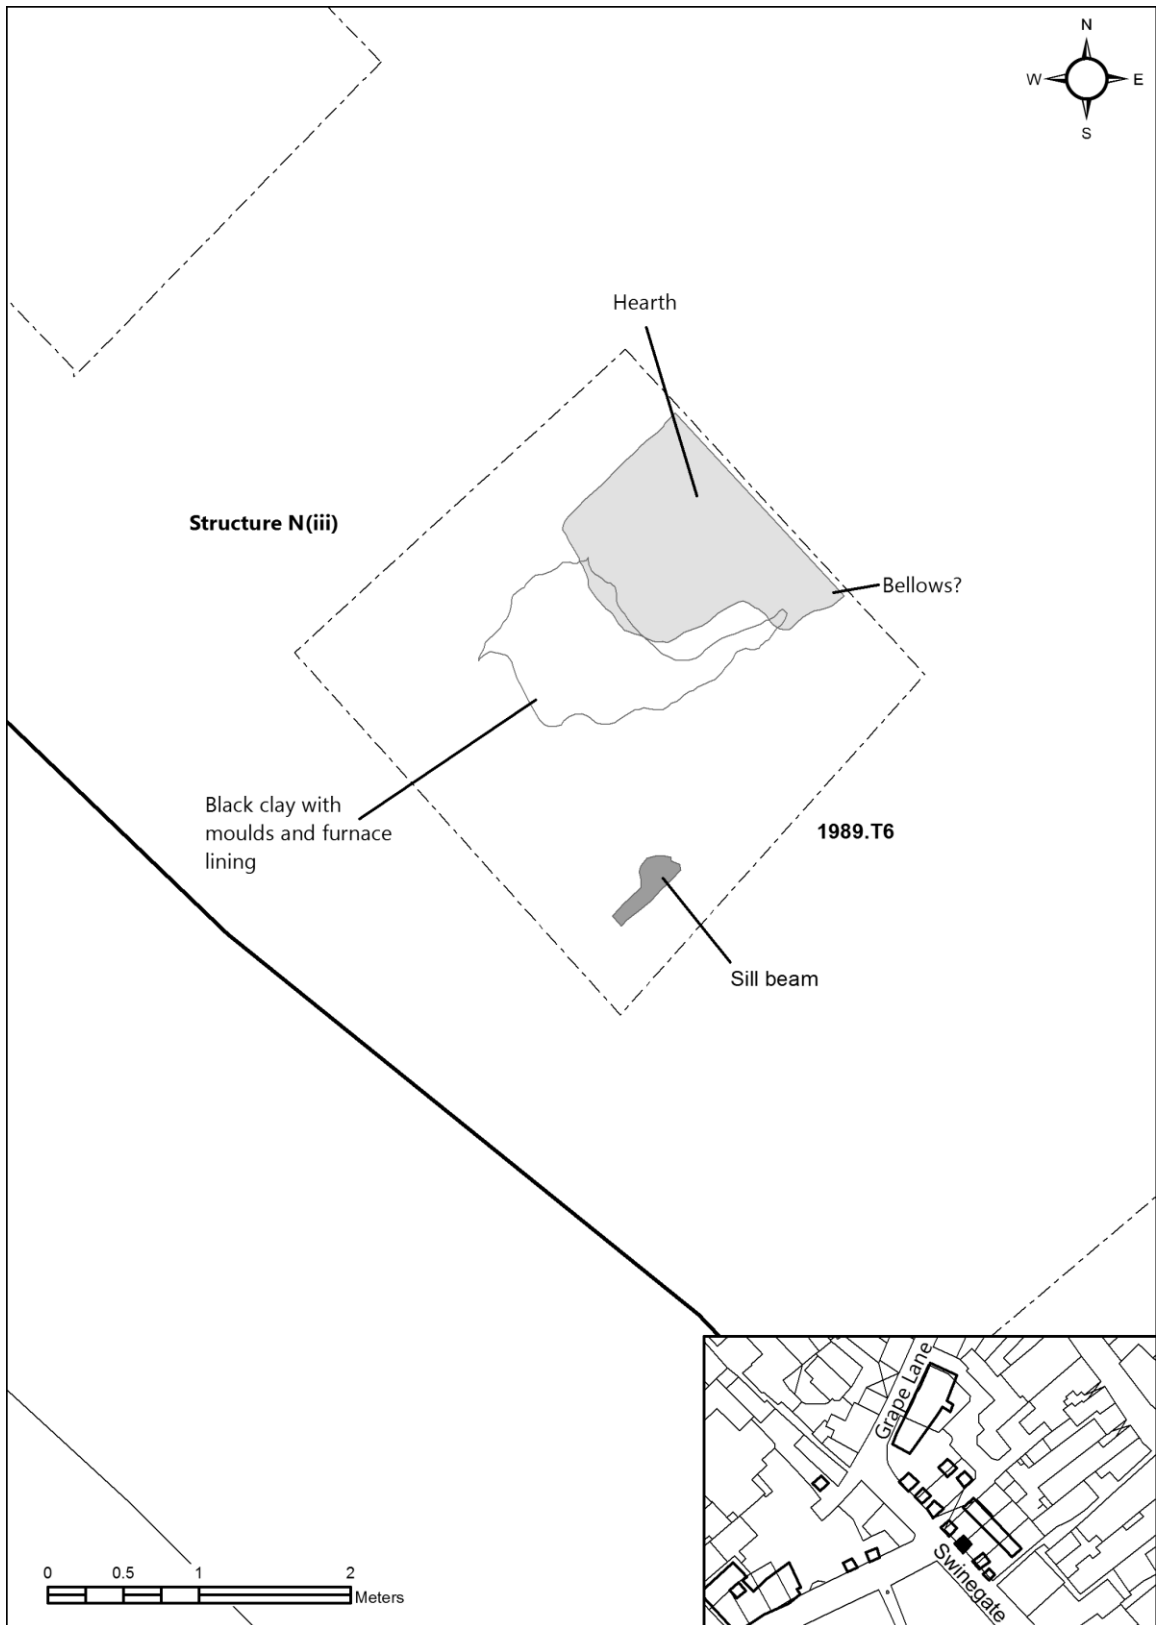 N
W
E
S
Hearth
Structure N(iii)
Bellows?
Black clay with
moulds and furnace
lining
1989.T6
Sill beam
Grape Lane
Swinegate
0 0.5 1 2
Meters